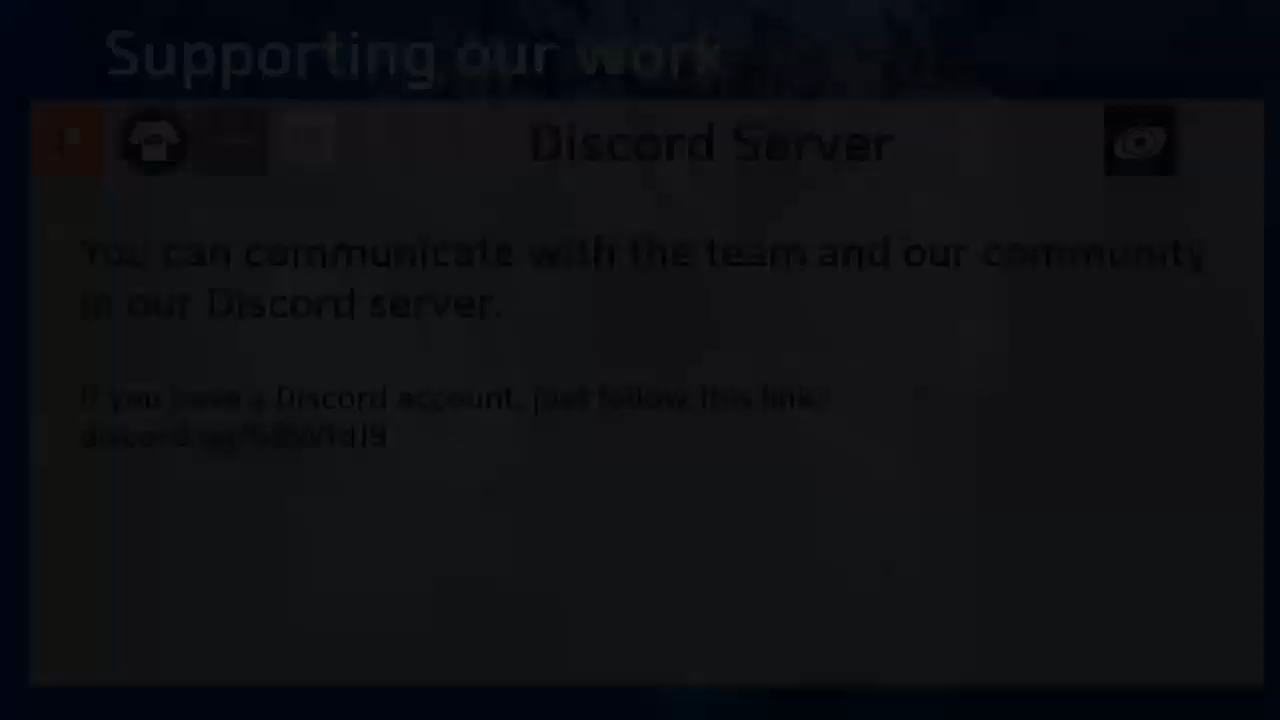 Supporting our work
Discord Server
You can communicate with the team and our community
in our Discord server.
If you have a Discord account, just follow this link: